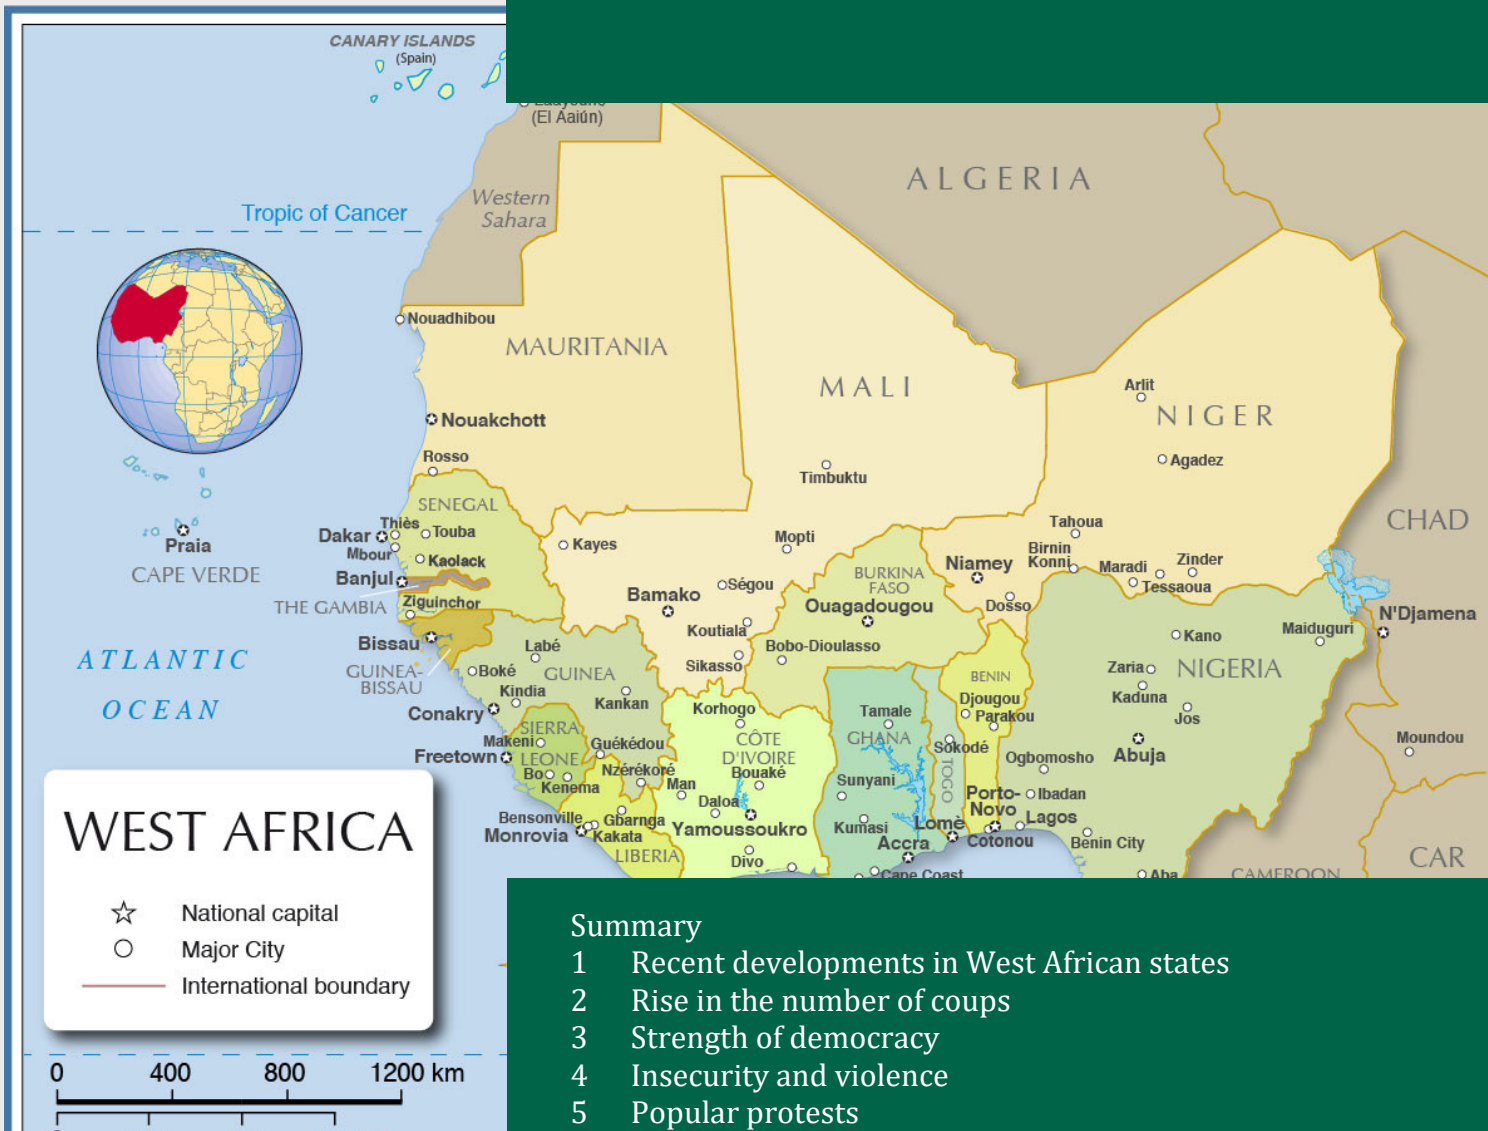 CANARY ISLANDS
(Spain)
(El Aaiún)
ALGERIA
Western
Sahara
Tropic of Cancer
Nouadhibou
MAURITANIA
MALI
Arlit
NIGER
Nouakchott
Rosso
Timbuktu
Agadez
SENEGAL
CHAD
Thiès
Touba
Dakar
Mbour
Kaolack
Praia
CAPE VERDE
Banjul
THE GAMBIA
Ziguinchor
Kayes
Mopti
Tahoua
Birnin
Konni
Niamey
Maradi
Zinder
Tessaoua
Ségou
BURKINA
FASO
Bamako
Ouagadougou
Dosso
N'Djamena
Koutiala
Bissau
GUINEA-
BISSAU
Labé
Sikasso
Bobo-Dioulasso
Kano
Maiduguri
ATLANTIC
OCEAN
Boké
GUINEA
Kindia
Kankan
BENIN
Zaria
NIGERIA
Kaduna
Djougou
Parakou
Jos
Conakry
Korhogo
Tamale
GHANA
SIERRA
LEONE
Makeni
Guékédou
CÔTE
D'IVOIRE
Sokodé
TOGO
Ogbomosho
Abuja
Moundou
Freetown
Bo
Kenema
Nzérékoré
Man
Bouaké
Sunyani
Porto-
Novo
Ibadan
Daloa
Bensonville
Gbarnga
Monrovia
Kakata
Yamoussoukro
Kumasi
Lomè
Lagos
Accra
Cotonou
Benin City
LIBERIA
Divo
Cape Coast
Aba
CAMEROON
CAR
WEST AFRICA
National capital
Major City
International boundary
0 400 800 1200 km
Summary
1 Recent developments in West African states
2 Rise in the number of coups
3 Strength of democracy
4 Insecurity and violence
5 Popular protests